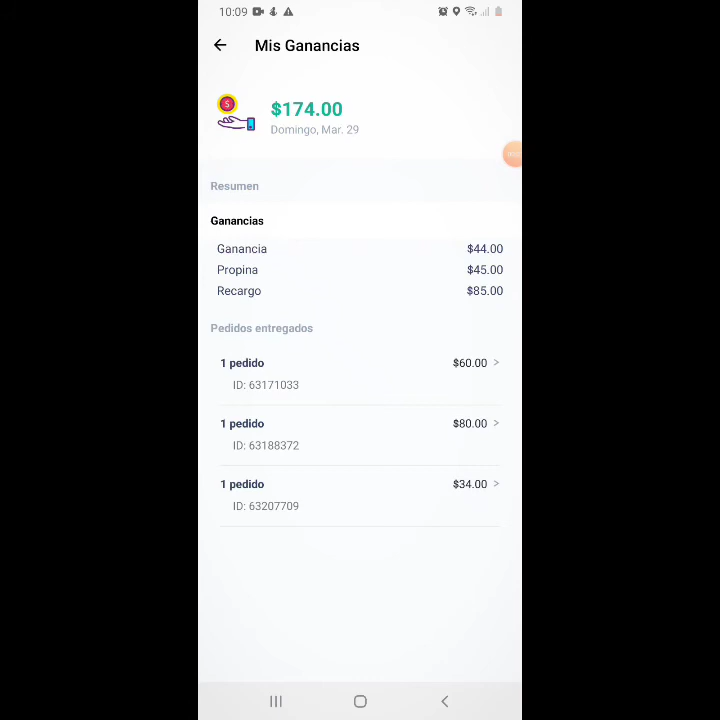 10:09
Mis Ganancias
$174.00
Domingo, Mar. 29
Resumen
Ganancias
Ganancia $44.00
Propina $45.00
Recargo $85.00
Pedidos entregados
1 pedido $60.00 >
ID: 63171033
1 pedido $80.00 >
ID: 63188372
1 pedido $34.00 >
ID: 63207709